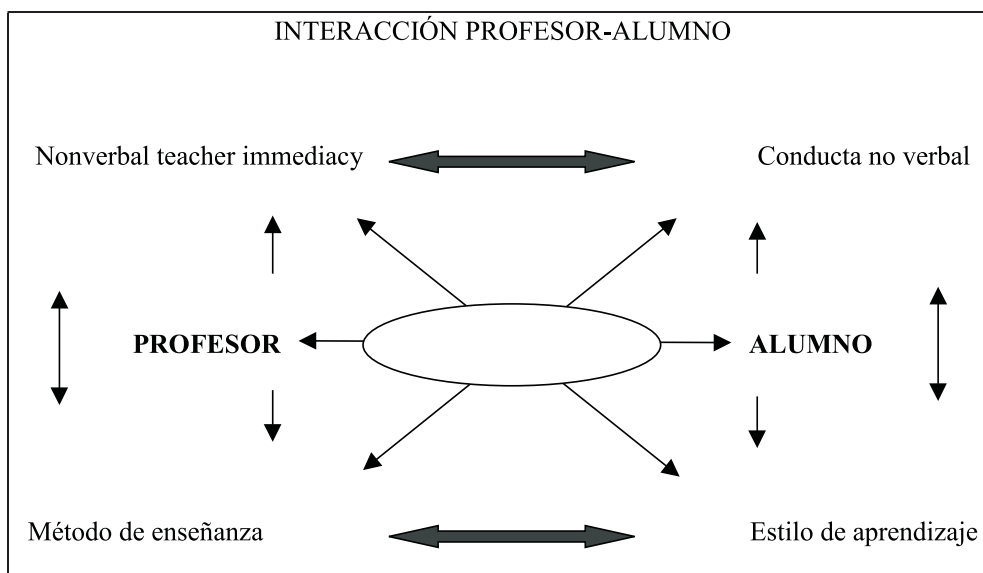 INTERACCIÓN PROFESOR-ALUMNO
Nonverbal teacher immediacy
Conducta no verbal
PROFESOR
ALUMNO
Método de enseñanza
Estilo de aprendizaje